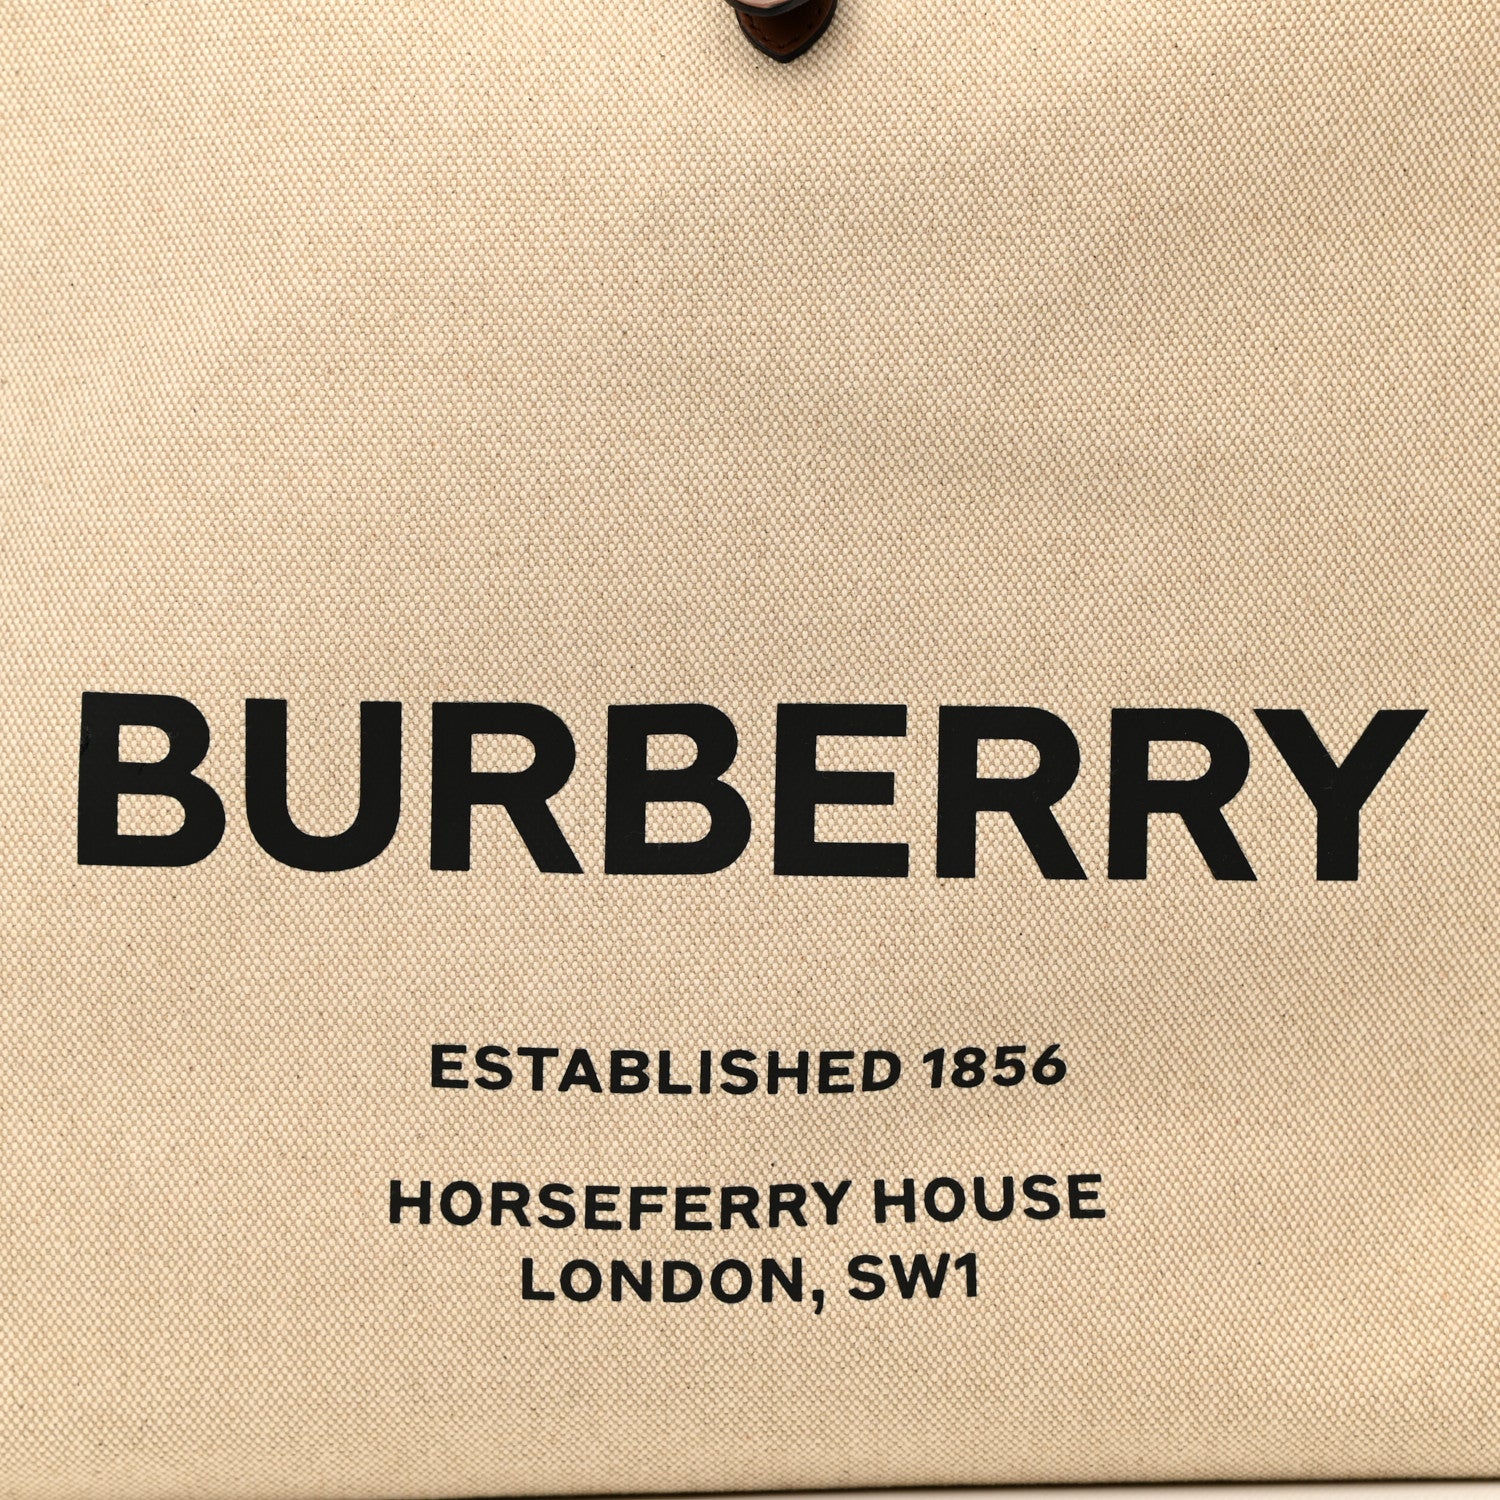 BURBERRY
ESTABLISHED 1856
HORSEFERRY HOUSE
LONDON, SW1